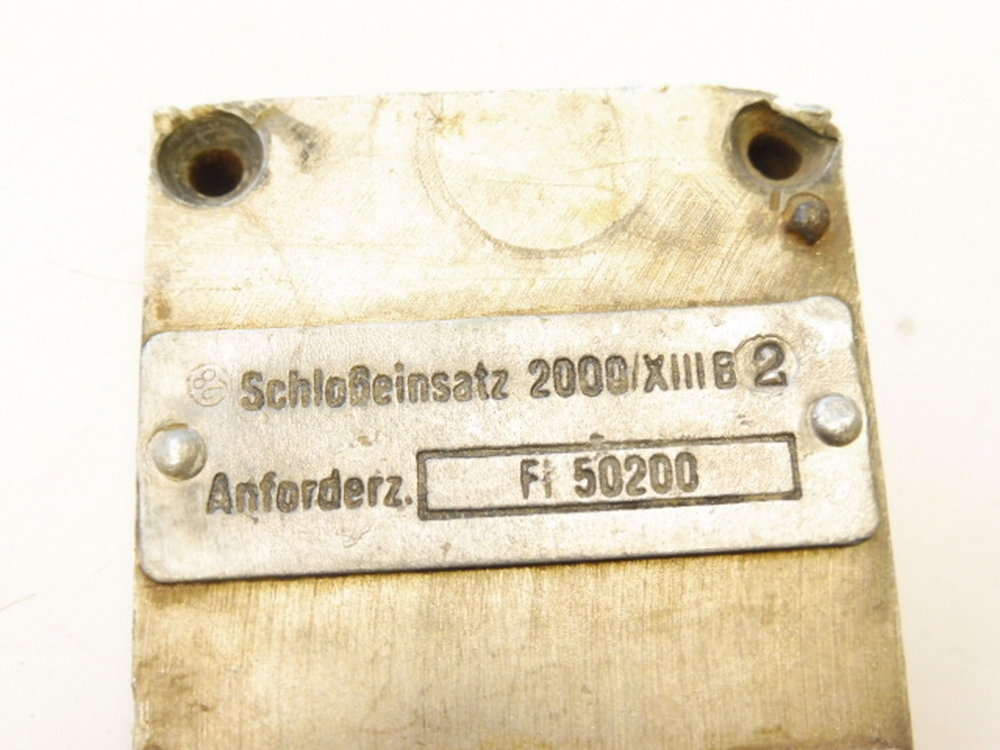 Schloßeinsatz 2000/XIII B 2
Anforderz. Fl 50200